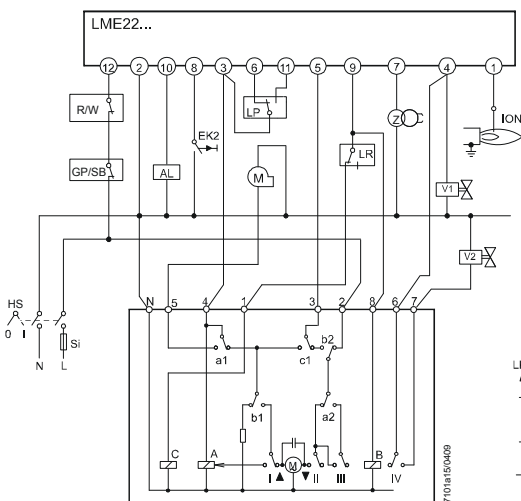 LME22...
12 2 10 8 3 6 11 5 9 7 4 1
R/W
EK2
LP
ION
Z
GP/SB
AL
M
LR
V1
V2
HS
0 I
Si
N L
N 5 4 1 3 2 8 6 7
a1 c1 b2
b1 a2
C A I M II III B IV
7101a15/0409